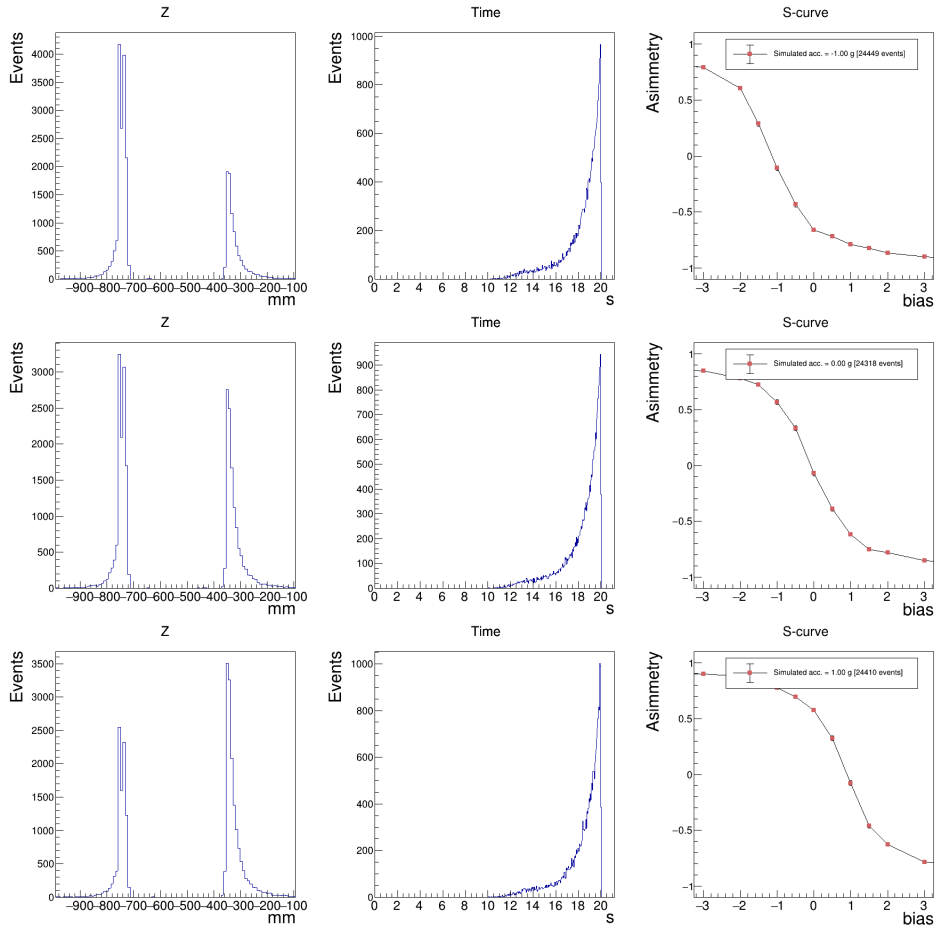 Z
Events
4000
3500
3000
2500
2000
1500
1000
500
0
−900−800−700−600−500−400−300−200−100
mm
Time
Events
1000
800
600
400
200
0
0 2 4 6 8 10 12 14 16 18 20
s
S-curve
Asimmetry
Simulated acc. = -1.00 g [24449 events]
1
0.5
0
−0.5
−1
−3 −2 −1 0 1 2 3
bias
Z
Events
3000
2500
2000
1500
1000
500
0
−900−800−700−600−500−400−300−200−100
mm
Time
Events
900
800
700
600
500
400
300
200
100
0
0 2 4 6 8 10 12 14 16 18 20
s
S-curve
Asimmetry
Simulated acc. = 0.00 g [24318 events]
1
0.5
0
−0.5
−1
−3 −2 −1 0 1 2 3
bias
Z
Events
3500
3000
2500
2000
1500
1000
500
0
−900−800−700−600−500−400−300−200−100
mm
Time
Events
1000
800
600
400
200
0
0 2 4 6 8 10 12 14 16 18 20
s
S-curve
Asimmetry
Simulated acc. = 1.00 g [24410 events]
1
0.5
0
−0.5
−1
−3 −2 −1 0 1 2 3
bias